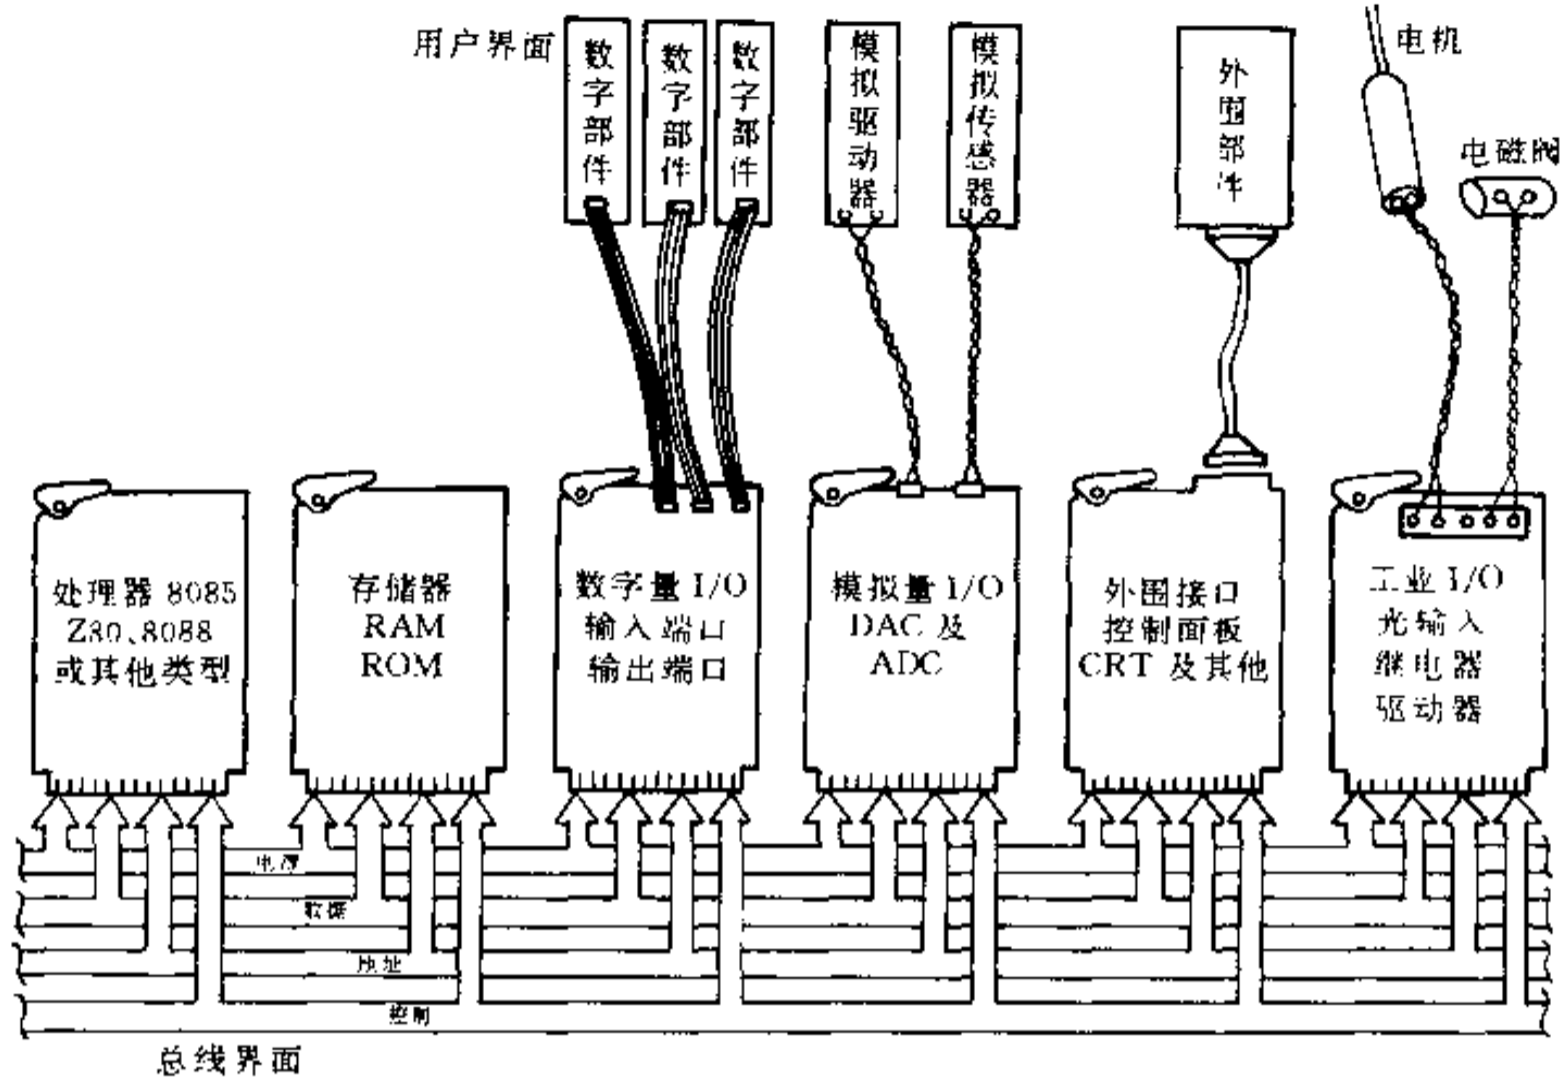 用户界面
数字部件
数字部件
数字部件
模拟驱动器
模拟传感器
外围部件
电机
电磁阀
处理器 8085
Z80、8088
或其他类型
存储器
RAM
ROM
数字量 I/O
输入端口
输出端口
模拟量 I/O
DAC 及
ADC
外围接口
控制面板
CRT 及其他
工业 I/O
光输入
继电器
驱动器
电源
数据
地址
控制
总线界面